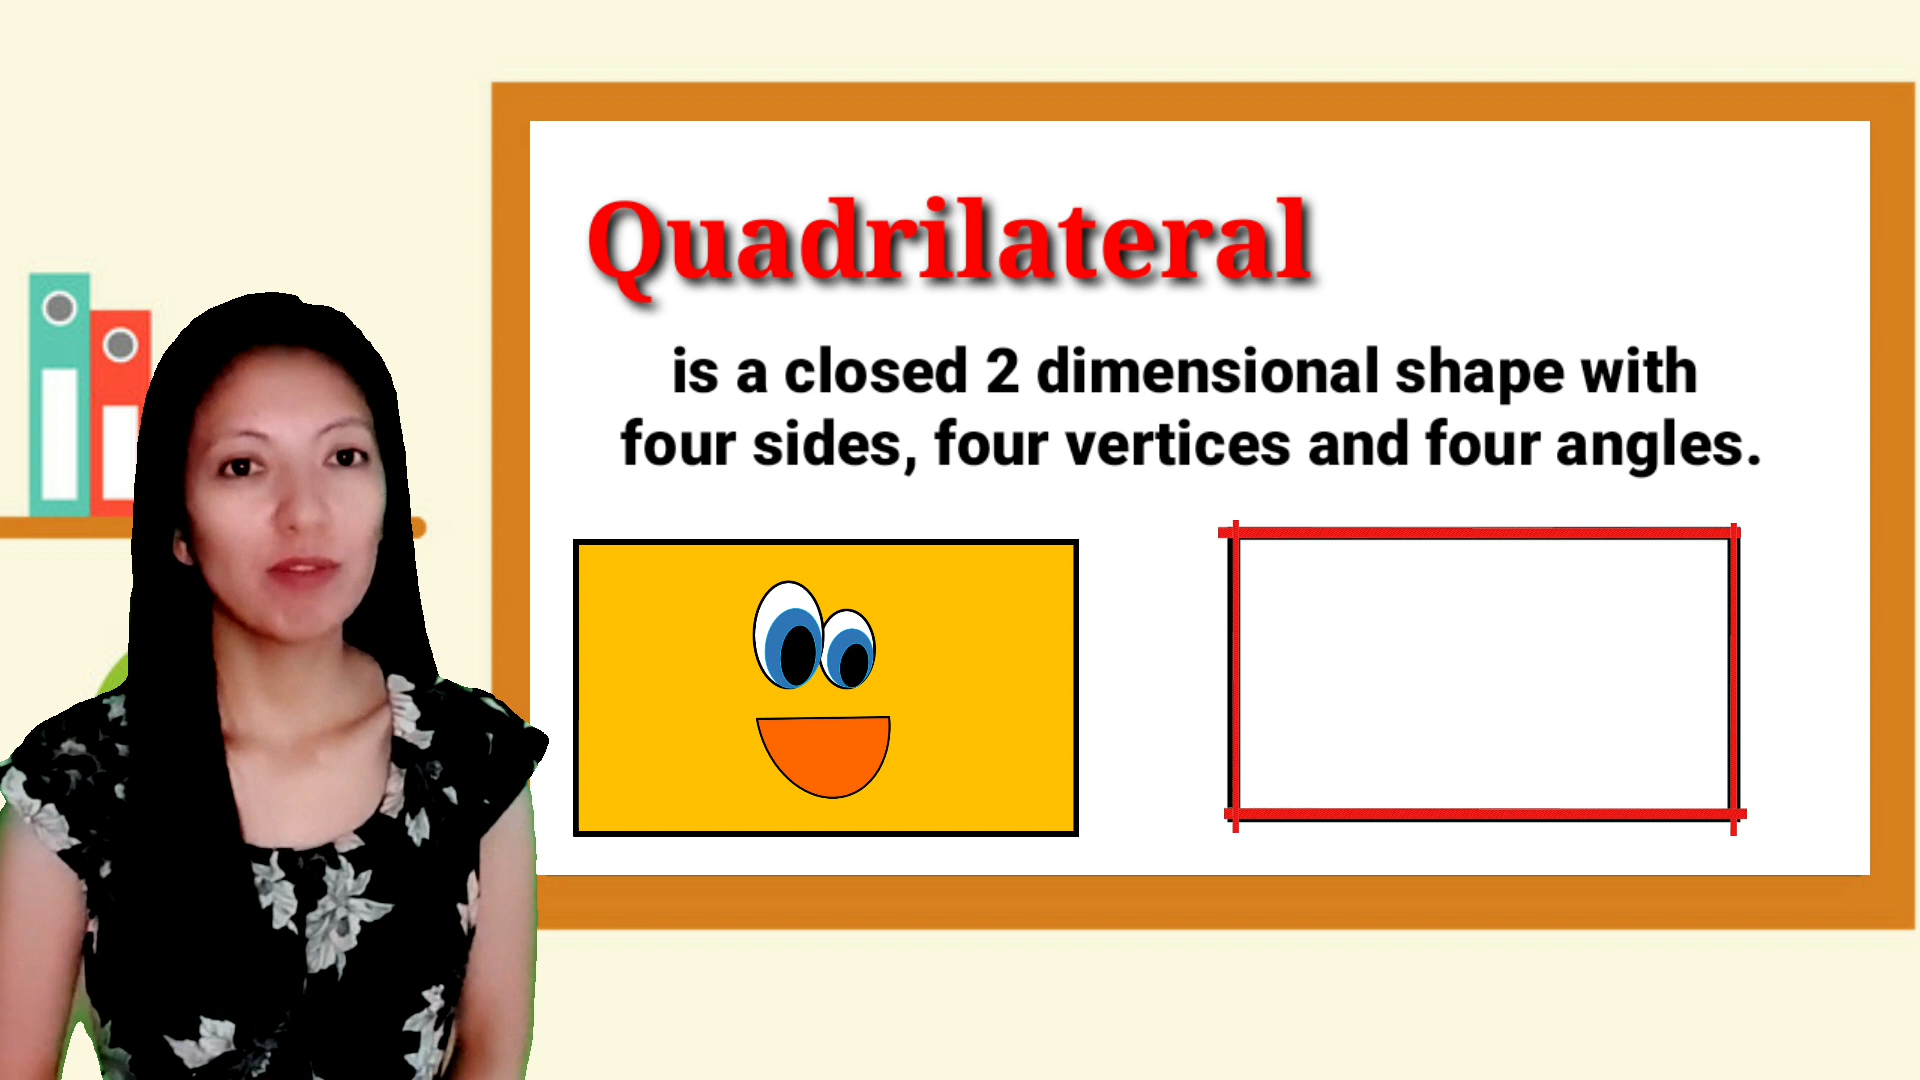 Quadrilateral
is a closed 2 dimensional shape with
four sides, four vertices and four angles.